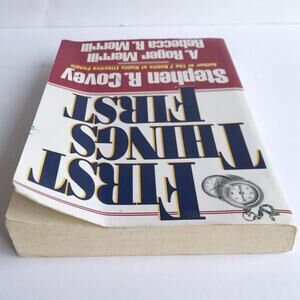 FIRST
THINGS
FIRST
Stephen R. Covey
Author of The 7 Habits of Highly Effective People
A. Roger Merrill
Rebecca R. Merrill